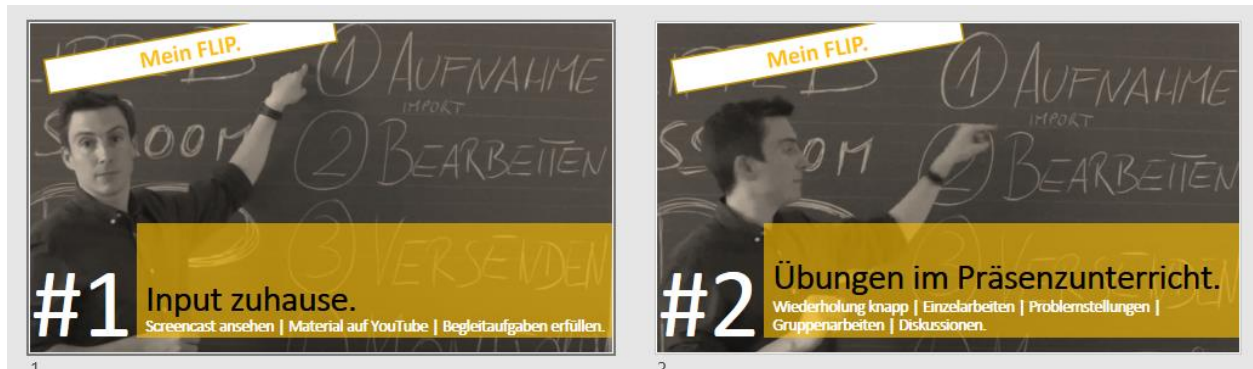 Mein FLIP.
1 AUFNAHME
IMPORT
ROOM
2 BEARBEITEN
3 VERSENDEN
#1
Input zuhause.
Screencast ansehen | Material auf YouTube | Begleitaufgaben erfüllen.
1
Mein FLIP.
1 AUFNAHME
IMPORT
OM
2 BEARBEITEN
#2
Übungen im Präsenzunterricht.
Wiederholung knapp | Einzelarbeiten | Problemstellungen |
Gruppenarbeiten | Diskussionen.
2